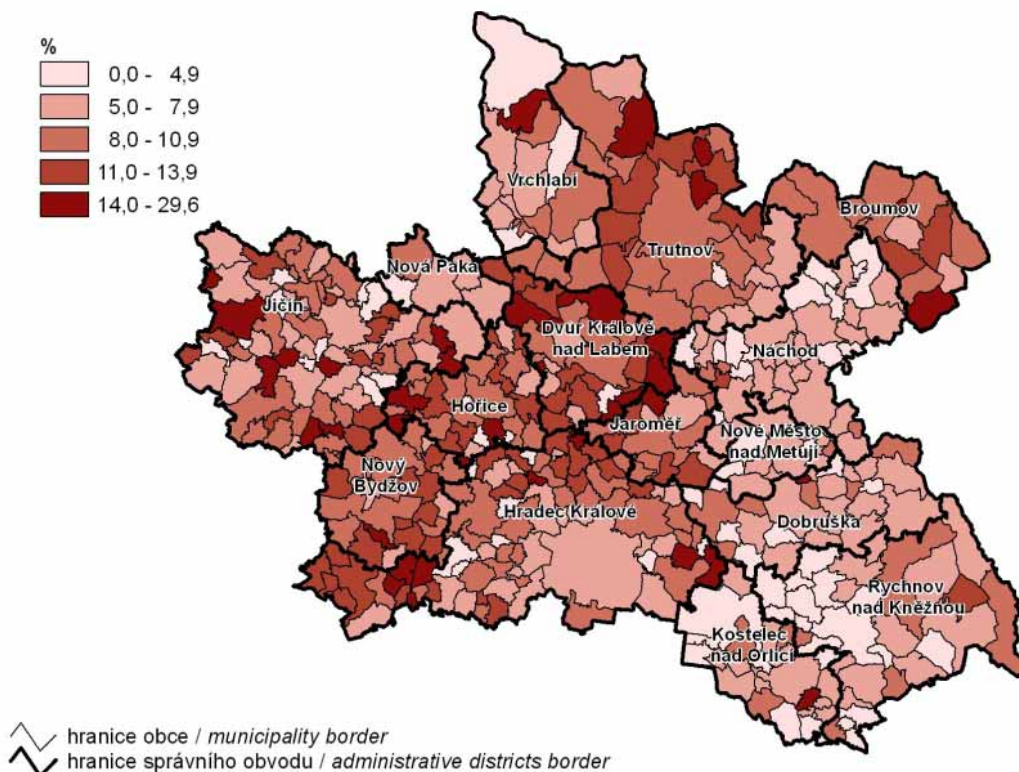 %
0,0 - 4,9
5,0 - 7,9
8,0 - 10,9
11,0 - 13,9
14,0 - 29,6
Vrchlabí
Broumov
Trutnov
Nová Paka
Jičín
Dvůr Králové
nad Labem
Náchod
Hořice
Jaroměř
Nové Město
nad Metují
Nový
Bydžov
Hradec Králové
Dobruška
Rychnov
nad Kněžnou
Kostelec
nad Orlicí
hranice obce / municipality border
hranice správního obvodu / administrative districts border